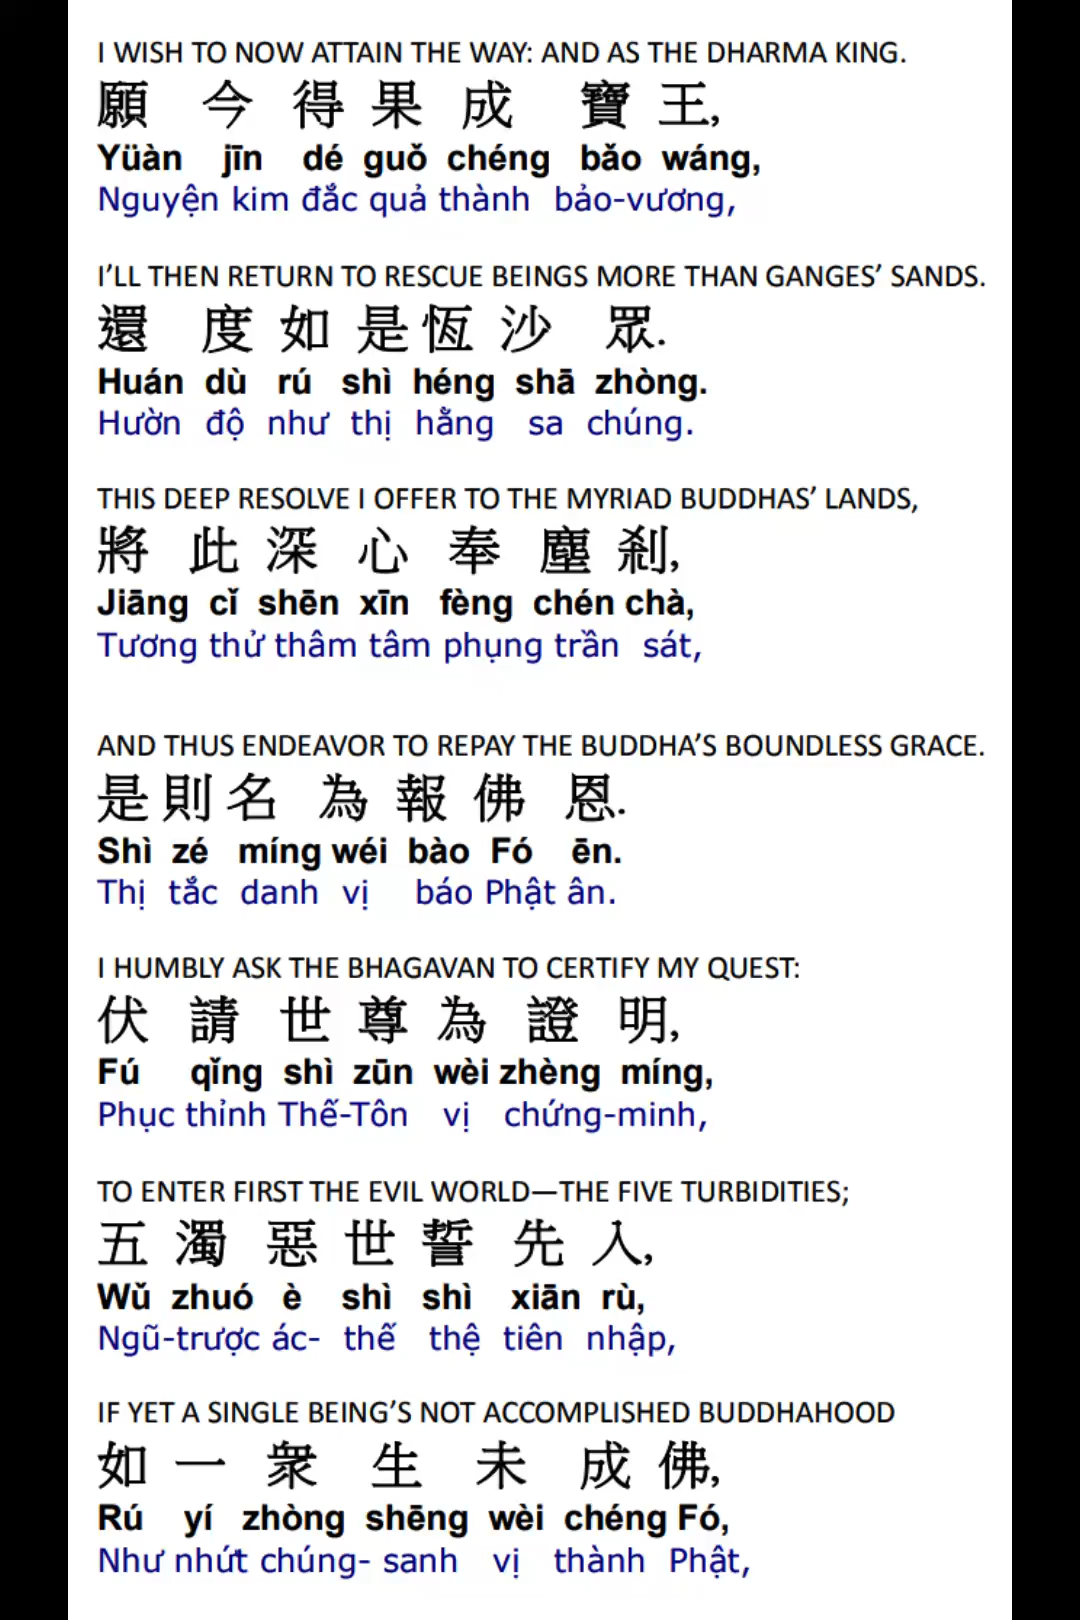 I WISH TO NOW ATTAIN THE WAY: AND AS THE DHARMA KING.
願 今 得 果 成 寶 王,
Yüàn jīn dé guǒ chéng bǎo wáng,
Nguyện kim đắc quả thành bảo-vương,
I'LL THEN RETURN TO RESCUE BEINGS MORE THAN GANGES' SANDS.
還 度 如 是 恆 沙 眾.
Huán dù rú shì héng shā zhòng.
Hườn độ như thị hằng sa chúng.
THIS DEEP RESOLVE I OFFER TO THE MYRIAD BUDDHAS' LANDS,
將 此 深 心 奉 塵 剎,
Jiāng cǐ shēn xīn fèng chén chà,
Tương thử thâm tâm phụng trần sát,
AND THUS ENDEAVOR TO REPAY THE BUDDHA'S BOUNDLESS GRACE.
是 則 名 為 報 佛 恩.
Shì zé míng wéi bào Fó ēn.
Thị tắc danh vị báo Phật ân.
I HUMBLY ASK THE BHAGAVAN TO CERTIFY MY QUEST:
伏 請 世 尊 為 證 明,
Fú qǐng shì zūn wèi zhèng míng,
Phục thỉnh Thế-Tôn vị chứng-minh,
TO ENTER FIRST THE EVIL WORLD—THE FIVE TURBIDITIES;
五 濁 惡 世 誓 先 入,
Wǔ zhuó è shì shì xiān rù,
Ngũ-trược ác- thế thệ tiên nhập,
IF YET A SINGLE BEING'S NOT ACCOMPLISHED BUDDHAHOOD
如 一 衆 生 未 成 佛,
Rú yí zhòng shēng wèi chéng Fó,
Như nhứt chúng- sanh vị thành Phật,